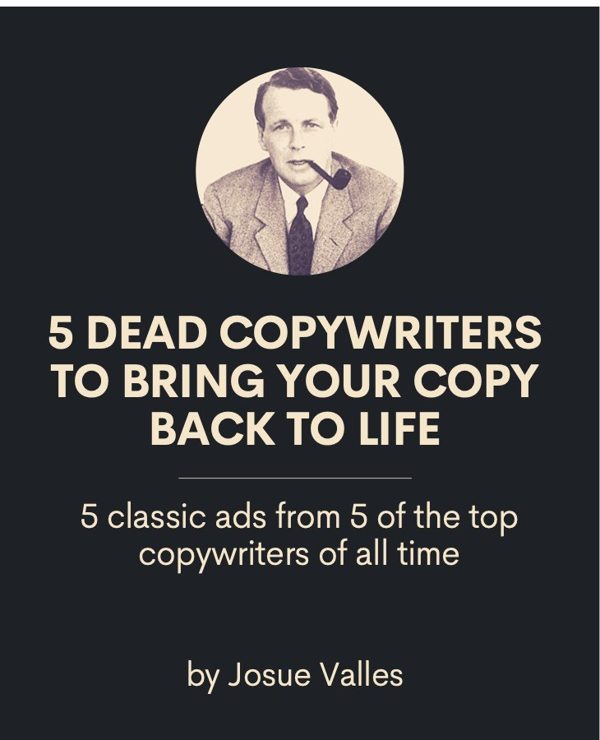 5 DEAD COPYWRITERS
TO BRING YOUR COPY
BACK TO LIFE
5 classic ads from 5 of the top
copywriters of all time
by Josue Valles